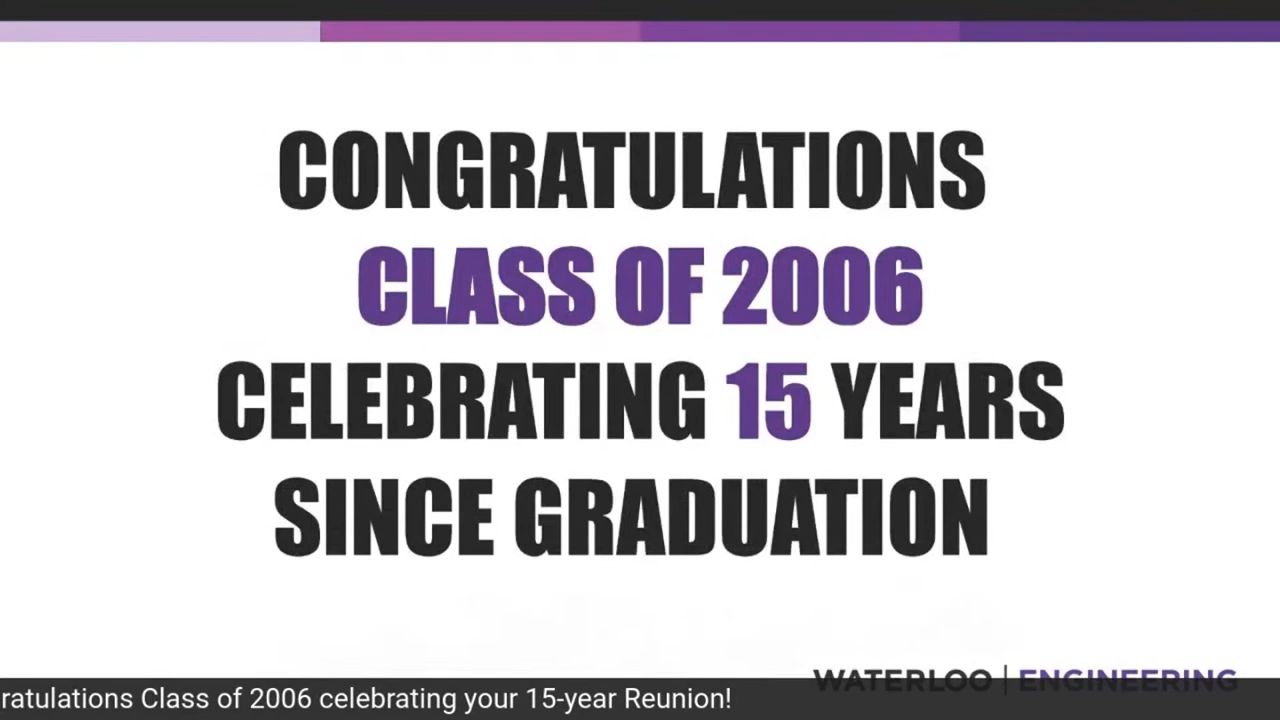 CONGRATULATIONS
CLASS OF 2006
CELEBRATING 15 YEARS
SINCE GRADUATION
WATERLOO | ENGINEERING
ratulations Class of 2006 celebrating your 15-year Reunion!